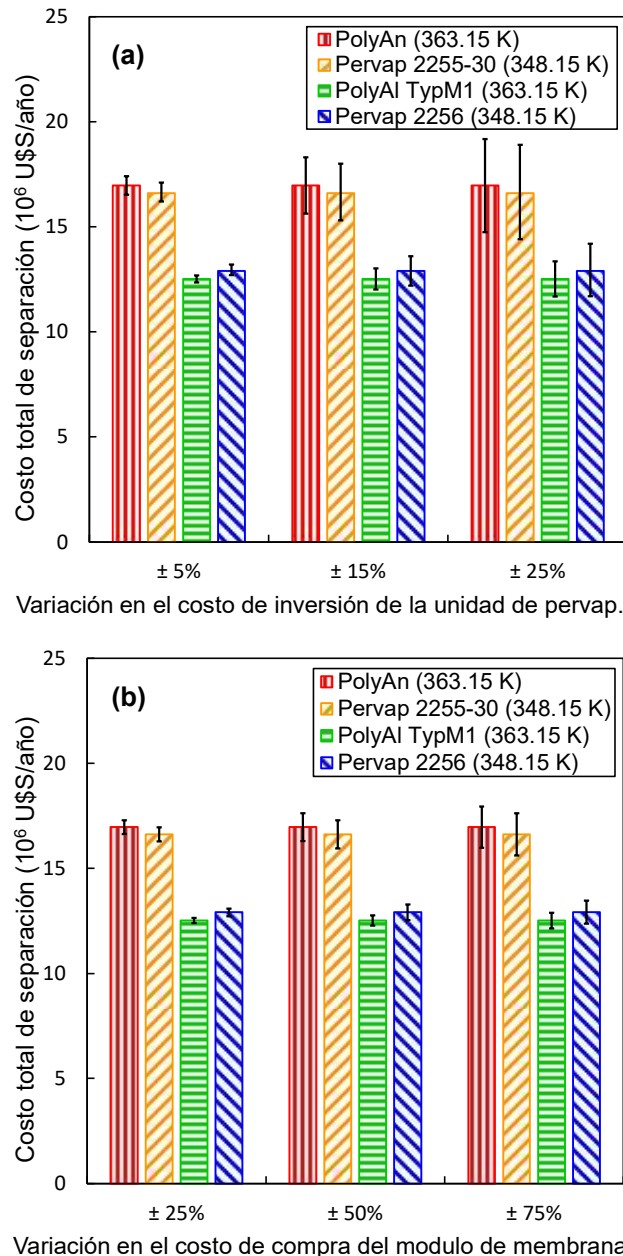 (a)
PolyAn (363.15 K)
Pervap 2255-30 (348.15 K)
PolyAl TypM1 (363.15 K)
Pervap 2256 (348.15 K)
Costo total de separación (10⁶ U$S/año)
25
20
15
10
5
0
± 5%
± 15%
± 25%
Variación en el costo de inversión de la unidad de pervap.
(b)
PolyAn (363.15 K)
Pervap 2255-30 (348.15 K)
PolyAl TypM1 (363.15 K)
Pervap 2256 (348.15 K)
Costo total de separación (10⁶ U$S/año)
25
20
15
10
5
0
± 25%
± 50%
± 75%
Variación en el costo de compra del modulo de membrana